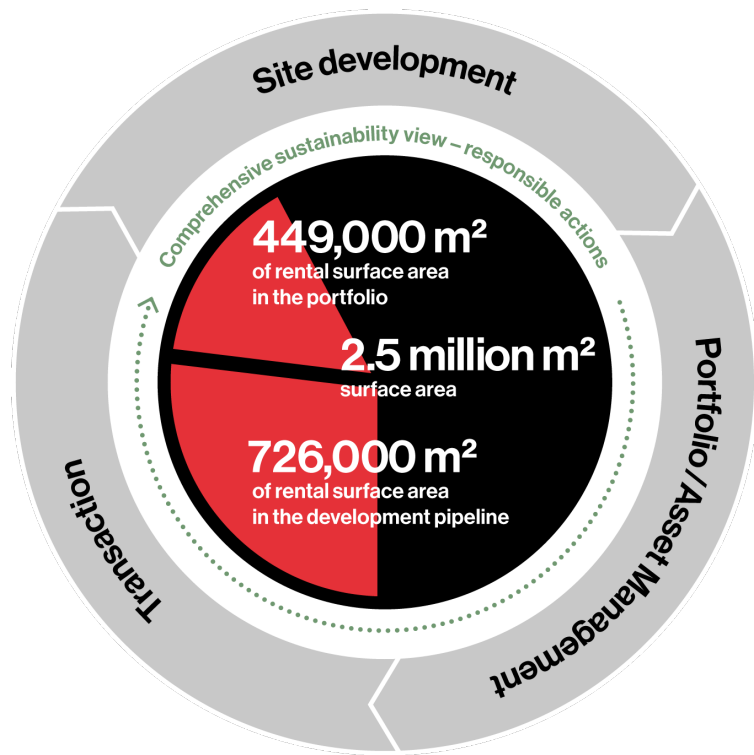 Site development
Comprehensive sustainability view – responsible actions
449,000 m²
of rental surface area
in the portfolio
2.5 million m²
surface area
726,000 m²
of rental surface area
in the development pipeline
Portfolio / Asset Management
Transaction